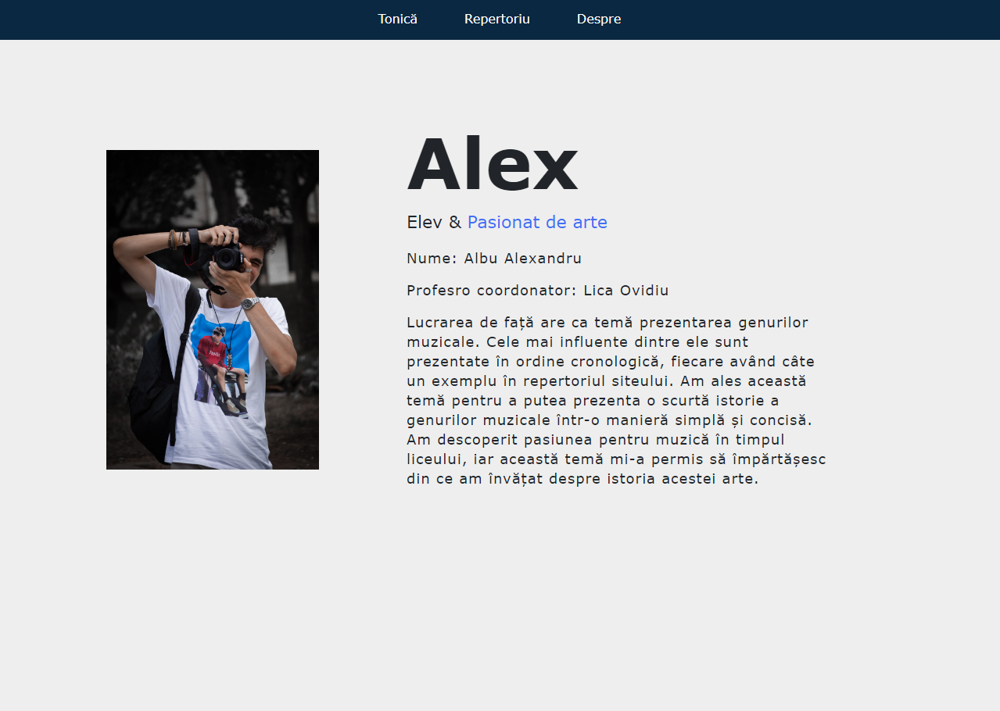 Tonică Repertoriu Despre
Alex
Elev & Pasionat de arte
Nume: Albu Alexandru
Profesro coordonator: Lica Ovidiu
Lucrarea de față are ca temă prezentarea genurilor
muzicale. Cele mai influente dintre ele sunt
prezentate în ordine cronologică, fiecare având câte
un exemplu în repertoriul siteului. Am ales această
temă pentru a putea prezenta o scurtă istorie a
genurilor muzicale într-o manieră simplă și concisă.
Am descoperit pasiunea pentru muzică în timpul
liceului, iar această temă mi-a permis să împărtășesc
din ce am învățat despre istoria acestei arte.